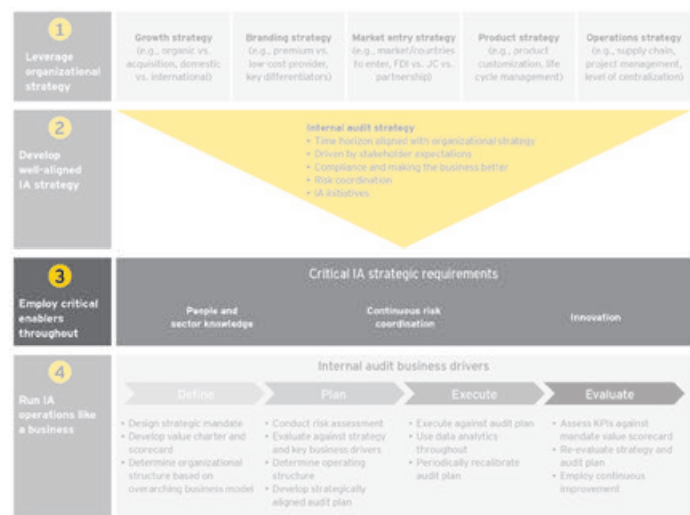 1
Leverage
organizational
strategy
Growth strategy
(e.g., organic vs.
acquisition, domestic
vs. international)
Branding strategy
(e.g., premium vs.
low-cost provider,
key differentiators)
Market entry strategy
(e.g., market/countries
to enter, FDI vs. JC vs.
partnership)
Product strategy
(e.g., product
customization, life
cycle management)
Operations strategy
(e.g., supply chain,
project management,
level of centralization)
2
Develop
well-aligned
IA strategy
Internal audit strategy
• Time horizon aligned with organizational strategy
• Driven by stakeholder expectations
• Compliance and making the business better
• Risk coordination
• IA initiatives
3
Employ critical
enablers
throughout
Critical IA strategic requirements
People and
sector knowledge
Continuous risk
coordination
Innovation
4
Run IA
operations like
a business
Internal audit business drivers
Define
Plan
Execute
Evaluate
• Design strategic mandate
• Develop value charter and
scorecard
• Determine organizational
structure based on
overarching business model
• Conduct risk assessment
• Evaluate against strategy
and key business drivers
• Determine operating
structure
• Develop strategically
aligned audit plan
• Execute against audit plan
• Use data analytics
throughout
• Periodically recalibrate
audit plan
• Assess KPIs against
mandate value scorecard
• Re-evaluate strategy and
audit plan
• Employ continuous
improvement